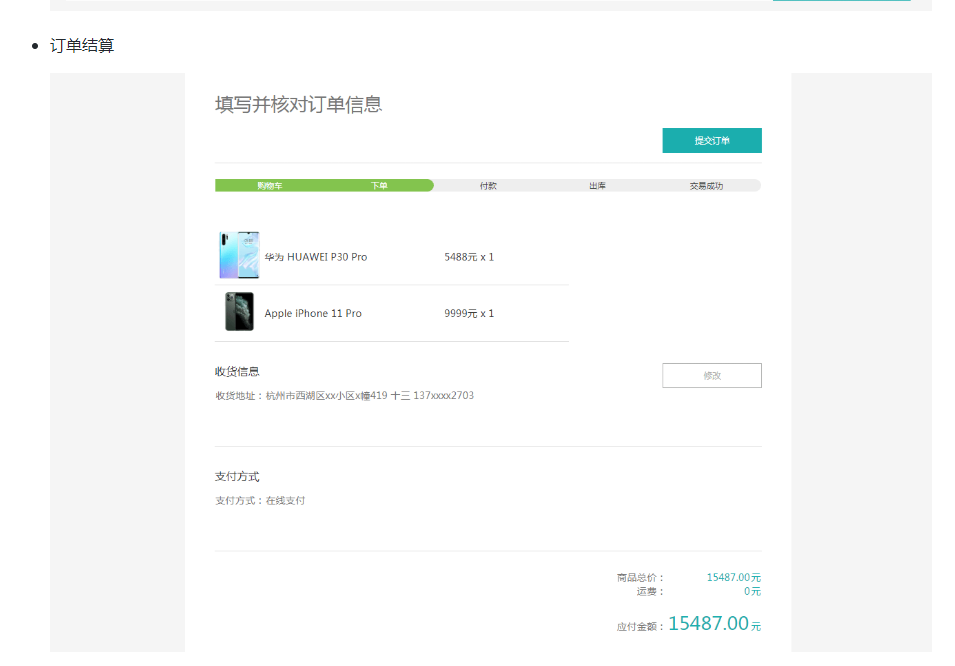 订单结算
填写并核对订单信息
提交订单
购物车 下单 付款 出库 交易成功
华为 HUAWEI P30 Pro 5488元 x 1
Apple iPhone 11 Pro 9999元 x 1
收货信息 修改
收货地址：杭州市西湖区xx小区x幢419 十三 137xxxx2703
支付方式
支付方式：在线支付
商品总价： 15487.00元
运费： 0元
应付金额：15487.00元